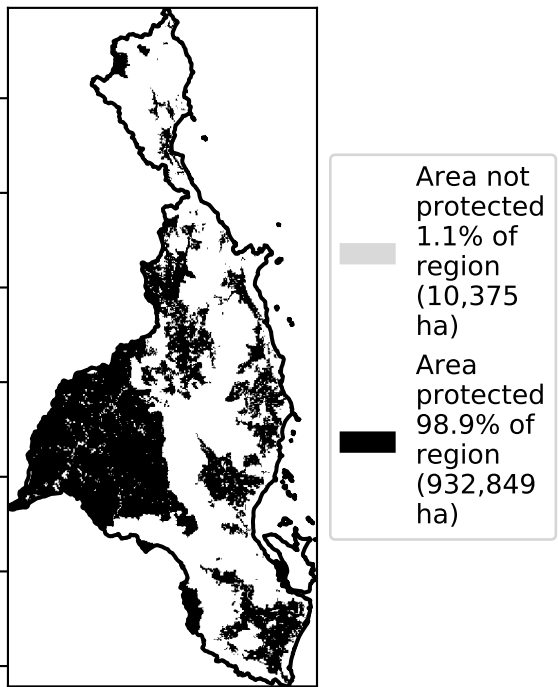 Area not
protected
1.1% of
region
(10,375
ha)
Area
protected
98.9% of
region
(932,849
ha)